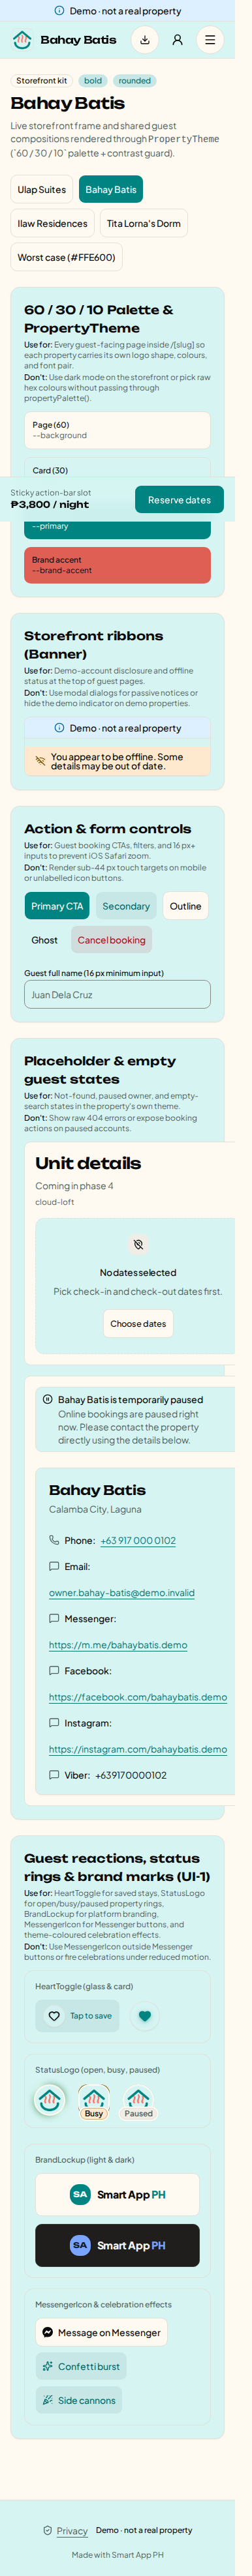 Demo · not a real property
Bahay Batis
Storefront kit bold rounded
Bahay Batis
Live storefront frame and shared guest
compositions rendered through PropertyTheme
(`60 / 30 / 10` palette + contrast guard).
Ulap Suites Bahay Batis
Ilaw Residences Tita Lorna's Dorm
Worst case (#FFE600)
60 / 30 / 10 Palette &
PropertyTheme
Use for: Every guest-facing page inside /[slug] so
each property carries its own logo shape, colours,
and font pair.
Don't: Use dark mode on the storefront or pick raw
hex colours without passing through
propertyPalette().
Page (60)
--background
Card (30)
Sticky action-bar slot
₱3,800 / night
Reserve dates
--primary
Brand accent
--brand-accent
Storefront ribbons
(Banner)
Use for: Demo-account disclosure and offline
status at the top of guest pages.
Don't: Use modal dialogs for passive notices or
hide the demo indicator on demo properties.
Demo · not a real property
You appear to be offline. Some
details may be out of date.
Action & form controls
Use for: Guest booking CTAs, filters, and 16 px+
inputs to prevent iOS Safari zoom.
Don't: Render sub-44 px touch targets on mobile
or unlabelled icon buttons.
Primary CTA Secondary Outline
Ghost Cancel booking
Guest full name (16 px minimum input)
Juan Dela Cruz
Placeholder & empty
guest states
Use for: Not-found, paused owner, and empty-
search states in the property's own theme.
Don't: Show raw 404 errors or expose booking
actions on paused accounts.
Unit details
Coming in phase 4
cloud-loft
No dates selected
Pick check-in and check-out dates first.
Choose dates
Bahay Batis is temporarily paused
Online bookings are paused right
now. Please contact the property
directly using the details below.
Bahay Batis
Calamba City, Laguna
Phone: +63 917 000 0102
Email:
owner.bahay-batis@demo.invalid
Messenger:
https://m.me/bahaybatis.demo
Facebook:
https://facebook.com/bahaybatis.demo
Instagram:
https://instagram.com/bahaybatis.demo
Viber: +639170000102
Guest reactions, status
rings & brand marks (UI-1)
Use for: HeartToggle for saved stays, StatusLogo
for open/busy/paused property rings,
BrandLockup for platform branding,
MessengerIcon for Messenger buttons, and
theme-coloured celebration effects.
Don't: Use MessengerIcon outside Messenger
buttons or fire celebrations under reduced motion.
HeartToggle (glass & card)
Tap to save
StatusLogo (open, busy, paused)
Busy Paused
BrandLockup (light & dark)
SA Smart App PH
SA Smart App PH
MessengerIcon & celebration effects
Message on Messenger
Confetti burst
Side cannons
Privacy Demo · not a real property
Made with Smart App PH